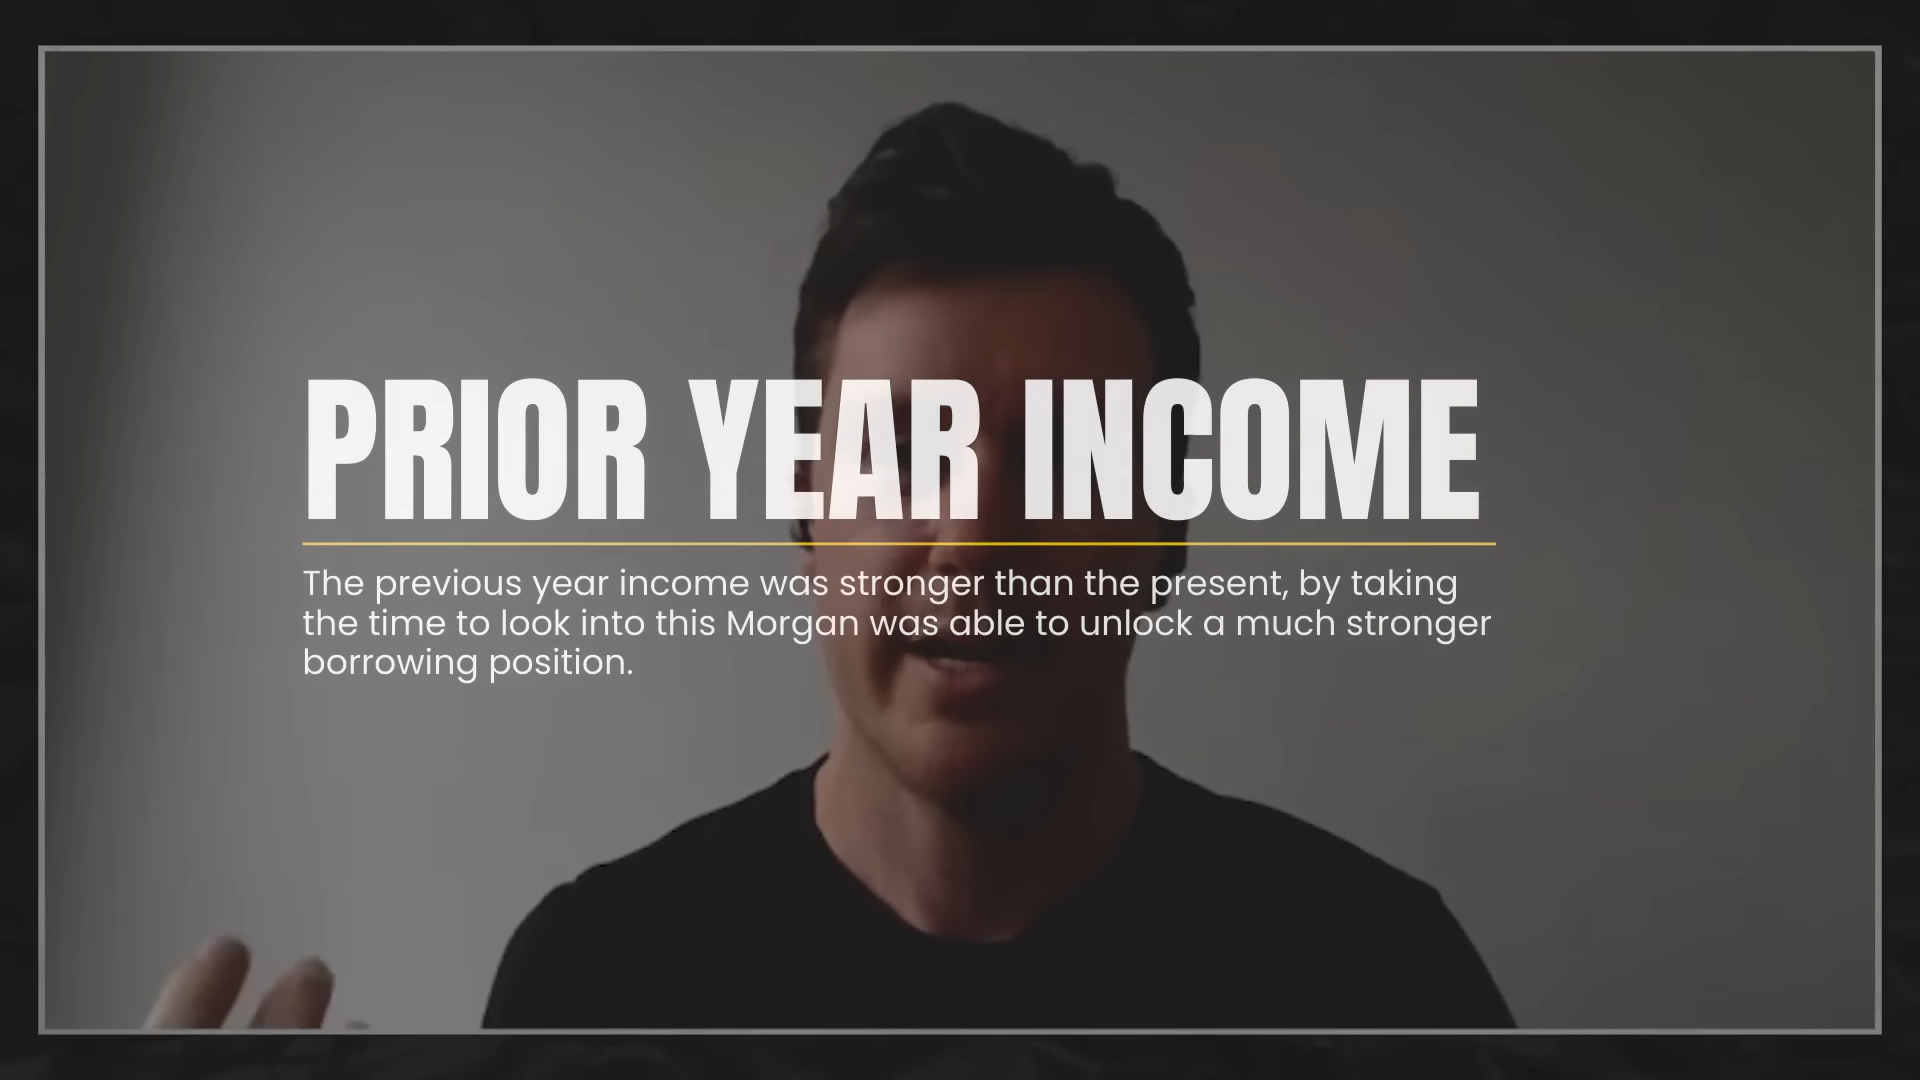 PRIOR YEAR INCOME
The previous year income was stronger than the present, by taking
the time to look into this Morgan was able to unlock a much stronger
borrowing position.